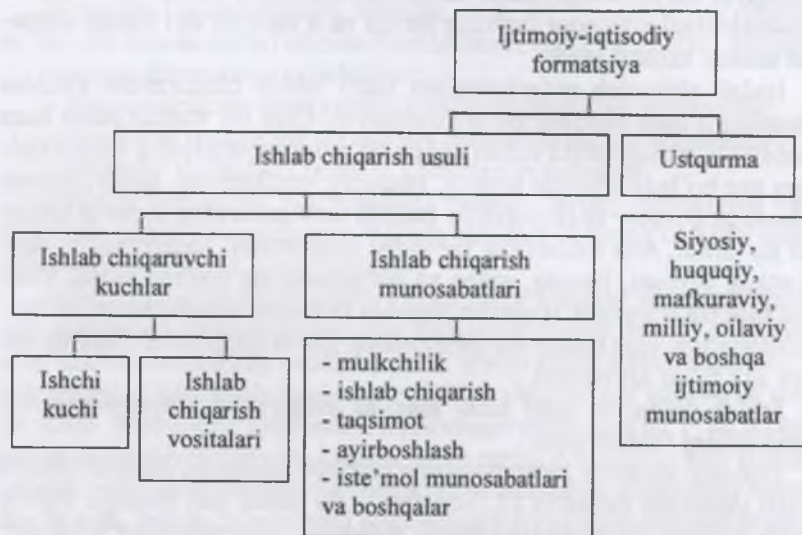 Ijtimoiy-iqtisodiy
formatsiya
Ishlab chiqarish usuli
Ustqurma
Ishlab chiqaruvchi
kuchlar
Ishlab chiqarish
munosabatlari
Siyosiy,
huquqiy,
mafkuraviy,
milliy, oilaviy
va boshqa
ijtimoiy
munosabatlar
Ishchi
kuchi
Ishlab
chiqarish
vositalari
- mulkchilik
- ishlab chiqarish
- taqsimot
- ayirboshlash
- iste’mol munosabatlari
va boshqalar